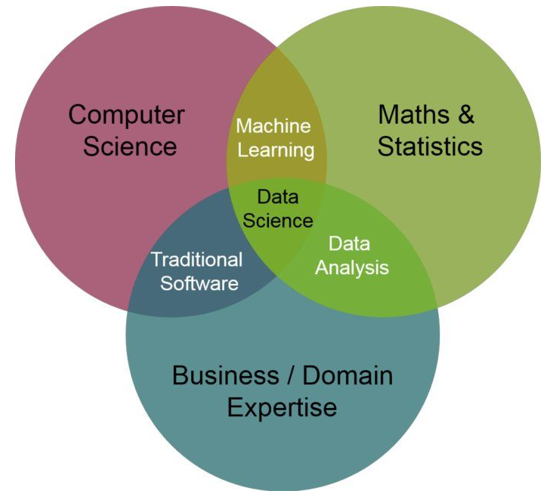 Computer
Science
Maths &
Statistics
Machine
Learning
Data
Science
Traditional
Software
Data
Analysis
Business / Domain
Expertise